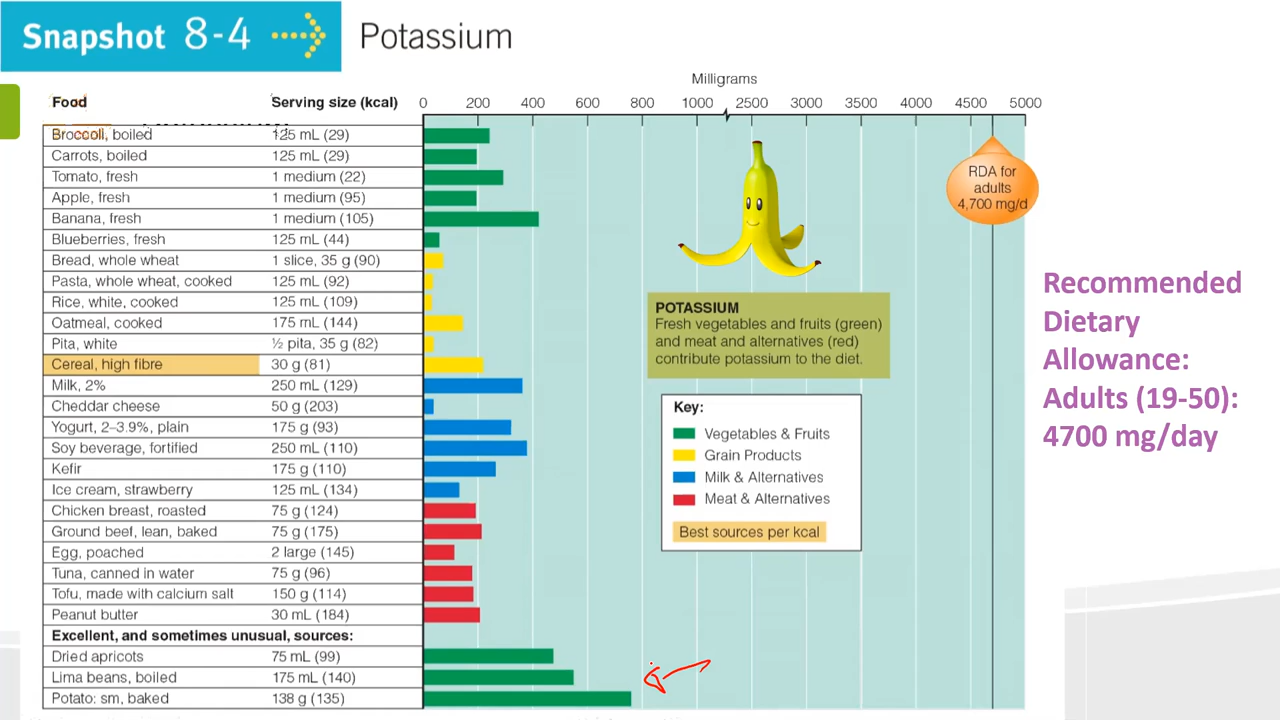 Snapshot 8-4 Potassium
Milligrams
Food Serving size (kcal) 0 200 400 600 800 1000 2500 3000 3500 4000 4500 5000
Broccoli, boiled 125 mL (29)
Carrots, boiled 125 mL (29)
Tomato, fresh 1 medium (22)
Apple, fresh 1 medium (95)
Banana, fresh 1 medium (105)
Blueberries, fresh 125 mL (44)
Bread, whole wheat 1 slice, 35 g (90)
Pasta, whole wheat, cooked 125 mL (92)
Rice, white, cooked 125 mL (109)
Oatmeal, cooked 175 mL (144)
Pita, white ½ pita, 35 g (82)
Cereal, high fibre 30 g (81)
Milk, 2% 250 mL (129)
Cheddar cheese 50 g (203)
Yogurt, 2–3.9%, plain 175 g (93)
Soy beverage, fortified 250 mL (110)
Kefir 175 g (110)
Ice cream, strawberry 125 mL (134)
Chicken breast, roasted 75 g (124)
Ground beef, lean, baked 75 g (175)
Egg, poached 2 large (145)
Tuna, canned in water 75 g (96)
Tofu, made with calcium salt 150 g (114)
Peanut butter 30 mL (184)
Excellent, and sometimes unusual, sources:
Dried apricots 75 mL (99)
Lima beans, boiled 175 mL (140)
Potato: sm, baked 138 g (135)
RDA for
adults
4,700 mg/d
POTASSIUM
Fresh vegetables and fruits (green)
and meat and alternatives (red)
contribute potassium to the diet.
Key:
Vegetables & Fruits
Grain Products
Milk & Alternatives
Meat & Alternatives
Best sources per kcal
Recommended
Dietary
Allowance:
Adults (19-50):
4700 mg/day